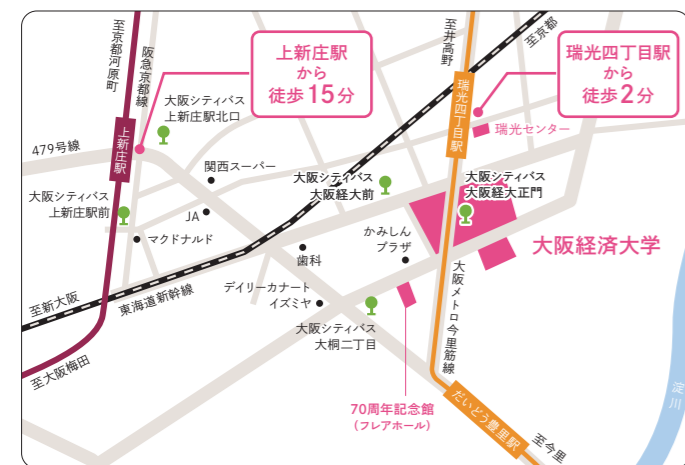 至京都河原町
阪急京都線
上新庄駅
から
徒歩15分
至井高野
至京都
瑞光四丁目駅
から
徒歩2分
大阪シティバス
上新庄駅北口
瑞光四丁目駅
瑞光センター
479号線
上新庄駅
関西スーパー
大阪シティバス
大阪経大前
大阪シティバス
大阪経大正門
大阪シティバス
上新庄駅前
JA
マクドナルド
かみしん
プラザ
大阪経済大学
歯科
至新大阪
東海道新幹線
デイリーカナート
イズミヤ
大阪シティバス
大桐二丁目
大阪メトロ今里筋線
至大阪梅田
70周年記念館
（フレアホール）
だいどう豊里駅
至今里
淀川